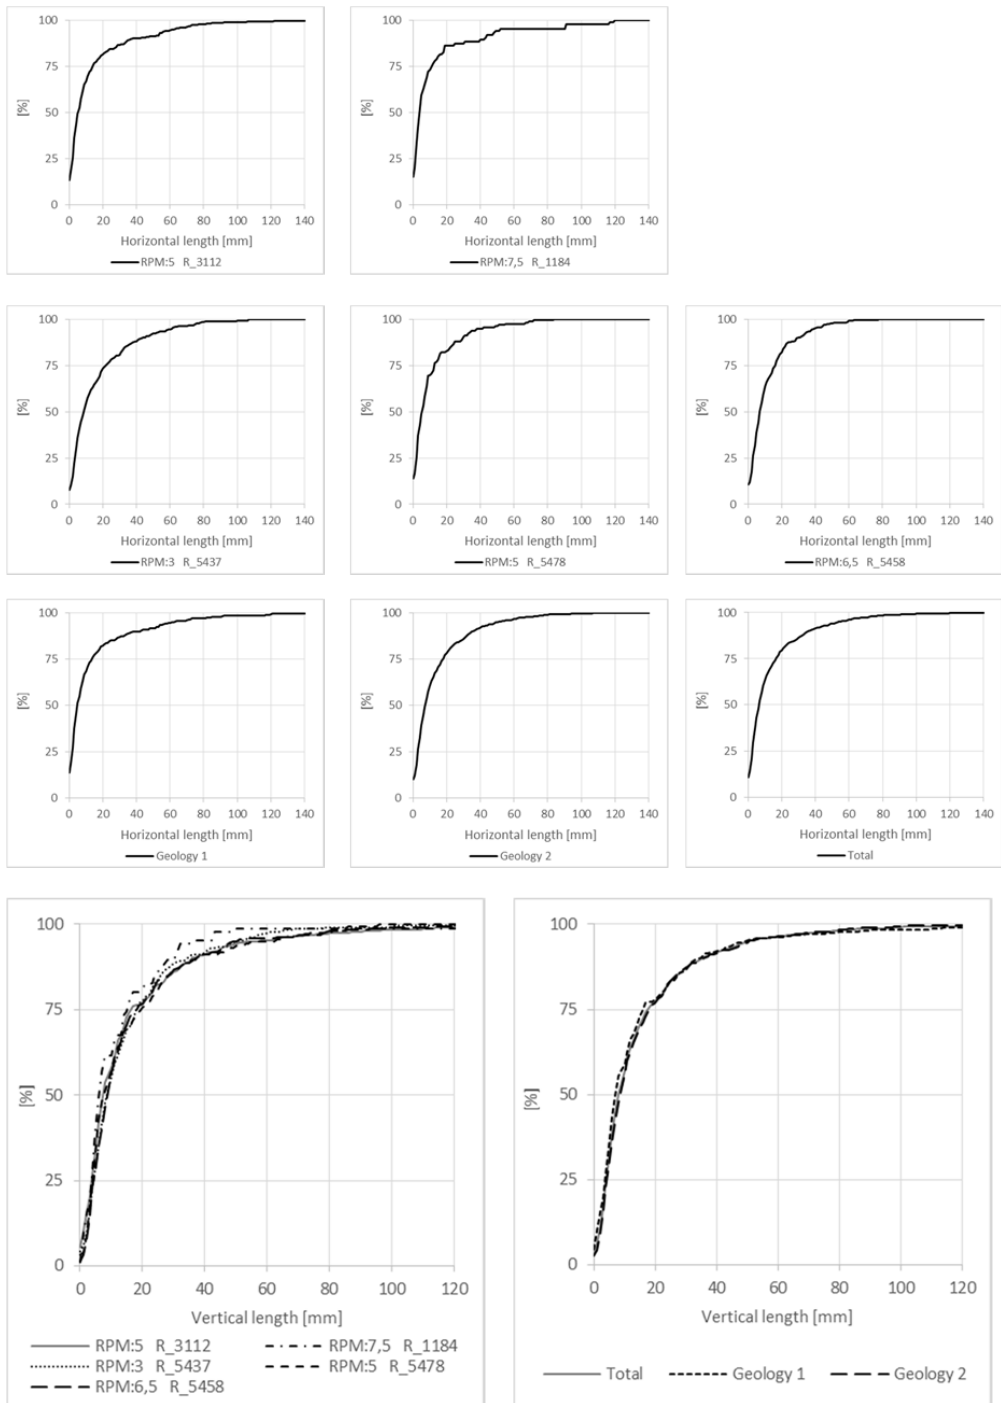 100
75
[%]
50
25
0
0 20 40 60 80 100 120 140
Horizontal length [mm]
RPM:5 R_3112
100
75
[%]
50
25
0
0 20 40 60 80 100 120 140
Horizontal length [mm]
RPM:7,5 R_1184
100
75
[%]
50
25
0
0 20 40 60 80 100 120 140
Horizontal length [mm]
RPM:3 R_5437
100
75
[%]
50
25
0
0 20 40 60 80 100 120 140
Horizontal length [mm]
RPM:5 R_5478
100
75
[%]
50
25
0
0 20 40 60 80 100 120 140
Horizontal length [mm]
RPM:6,5 R_5458
100
75
[%]
50
25
0
0 20 40 60 80 100 120 140
Horizontal length [mm]
Geology 1
100
75
[%]
50
25
0
0 20 40 60 80 100 120 140
Horizontal length [mm]
Geology 2
100
75
[%]
50
25
0
0 20 40 60 80 100 120 140
Horizontal length [mm]
Total
100
75
50
[%]
25
0
0 20 40 60 80 100 120
Vertical length [mm]
RPM:5 R_3112 RPM:7,5 R_1184
RPM:3 R_5437 RPM:5 R_5478
RPM:6,5 R_5458
100
75
50
[%]
25
0
0 20 40 60 80 100 120
Vertical length [mm]
Total Geology 1 Geology 2